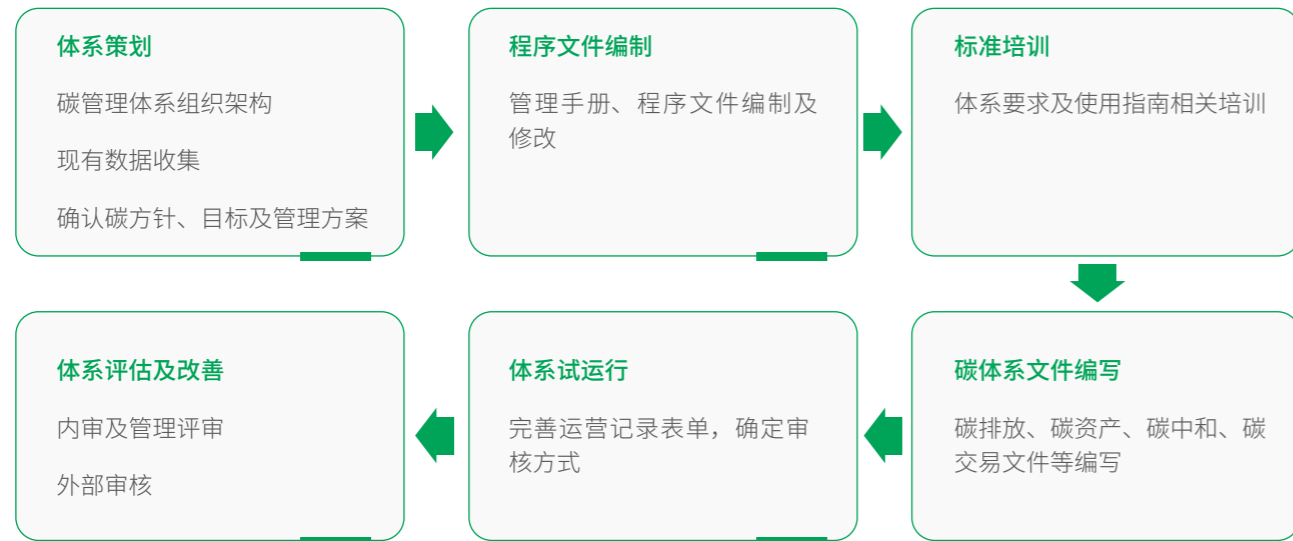 体系策划
碳管理体系组织架构
现有数据收集
确认碳方针、目标及管理方案
程序文件编制
管理手册、程序文件编制及
修改
标准培训
体系要求及使用指南相关培训
碳体系文件编写
碳排放、碳资产、碳中和、碳
交易文件等编写
体系试运行
完善运营记录表单，确定审
核方式
体系评估及改善
内审及管理评审
外部审核